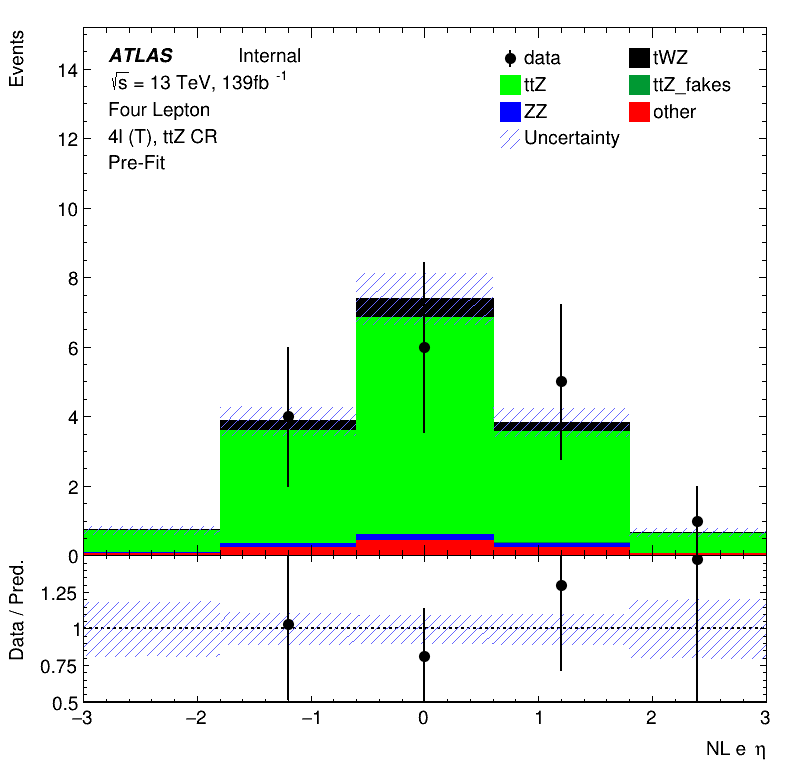 Events
ATLAS Internal
√s = 13 TeV, 139fb -1
Four Lepton
4l (T), ttZ CR
Pre-Fit
data tWZ
ttZ ttZ_fakes
ZZ other
Uncertainty
14
12
10
8
6
4
2
0
Data / Pred.
1.25
1
0.75
0.5
−3 −2 −1 0 1 2 3
NL e η